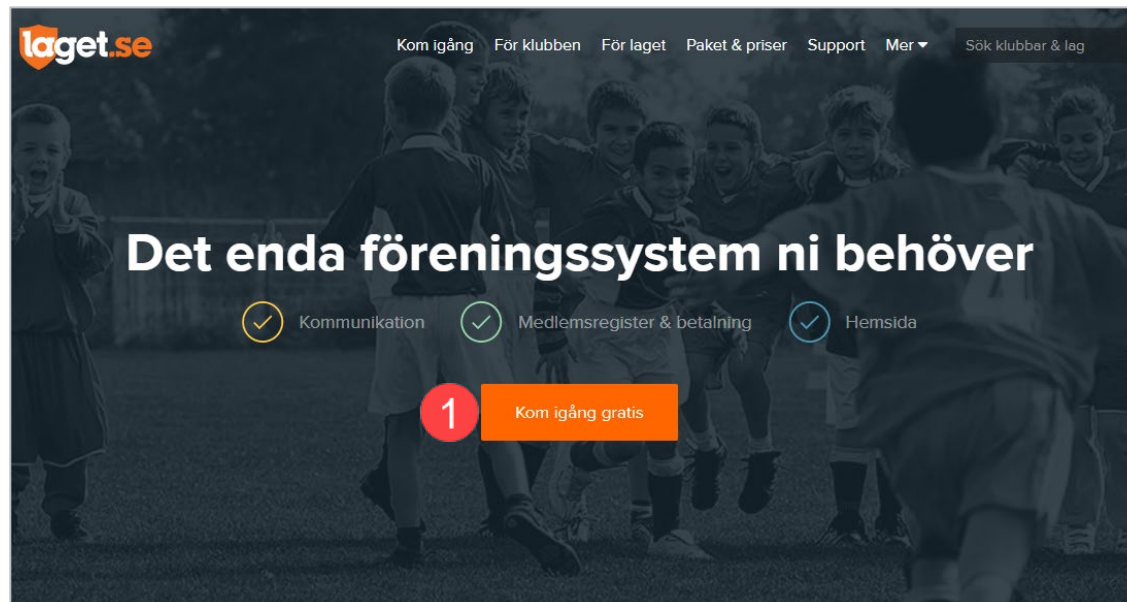 laget.se
Kom igång För klubben För laget Paket & priser Support Mer Sök klubbar & lag
Det enda föreningssystem ni behöver
Kommunikation Medlemsregister & betalning Hemsida
1 Kom igång gratis